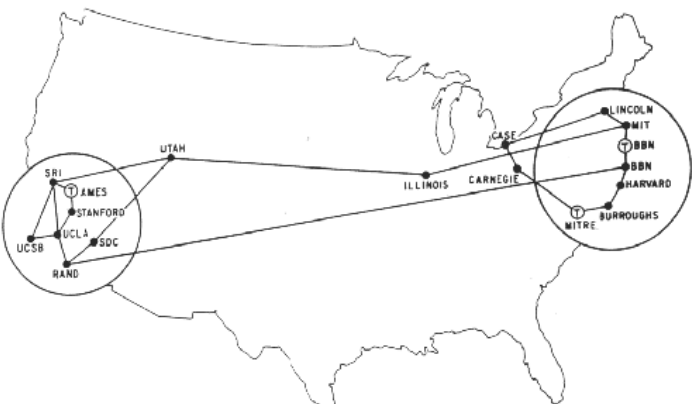 LINCOLN
MIT
CASE
T BBN
UTAH
BBN
SRI
T AMES
ILLINOIS
CARNEGIE
HARVARD
STANFORD
BURROUGHS
T
MITRE
UCLA
SDC
UCSB
RAND